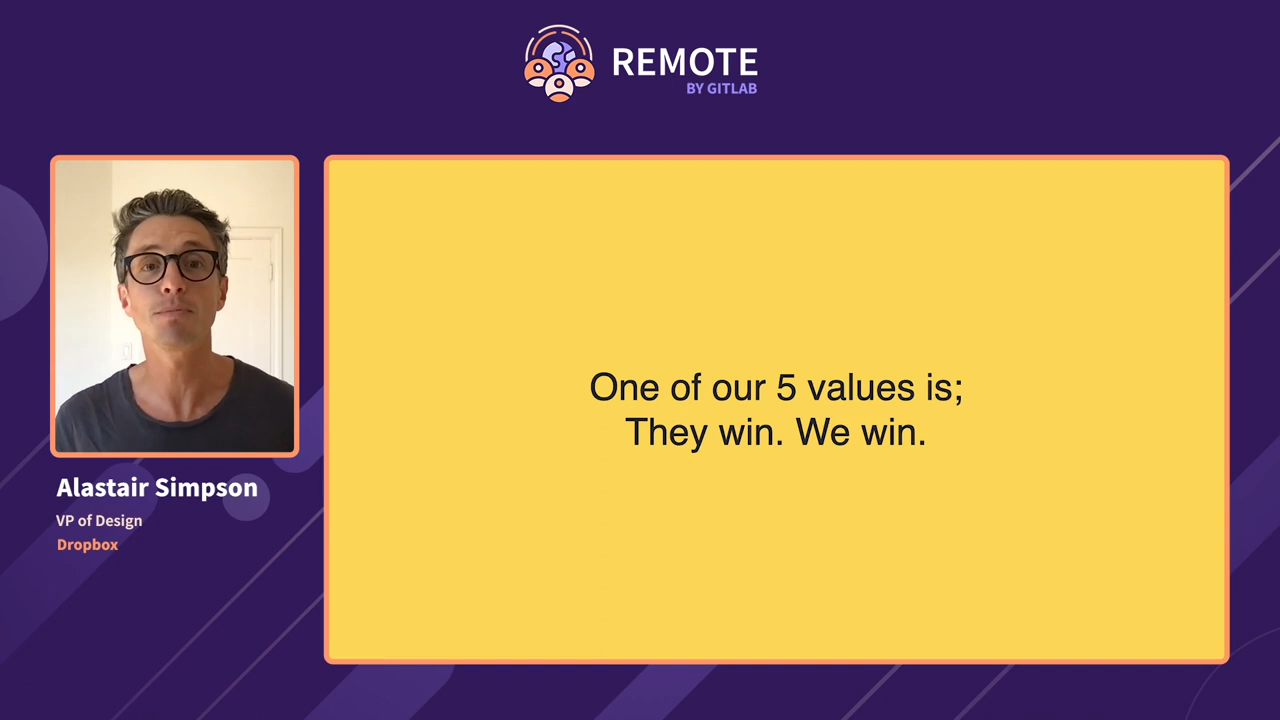 REMOTE
BY GITLAB
Alastair Simpson
VP of Design
Dropbox
One of our 5 values is;
They win. We win.